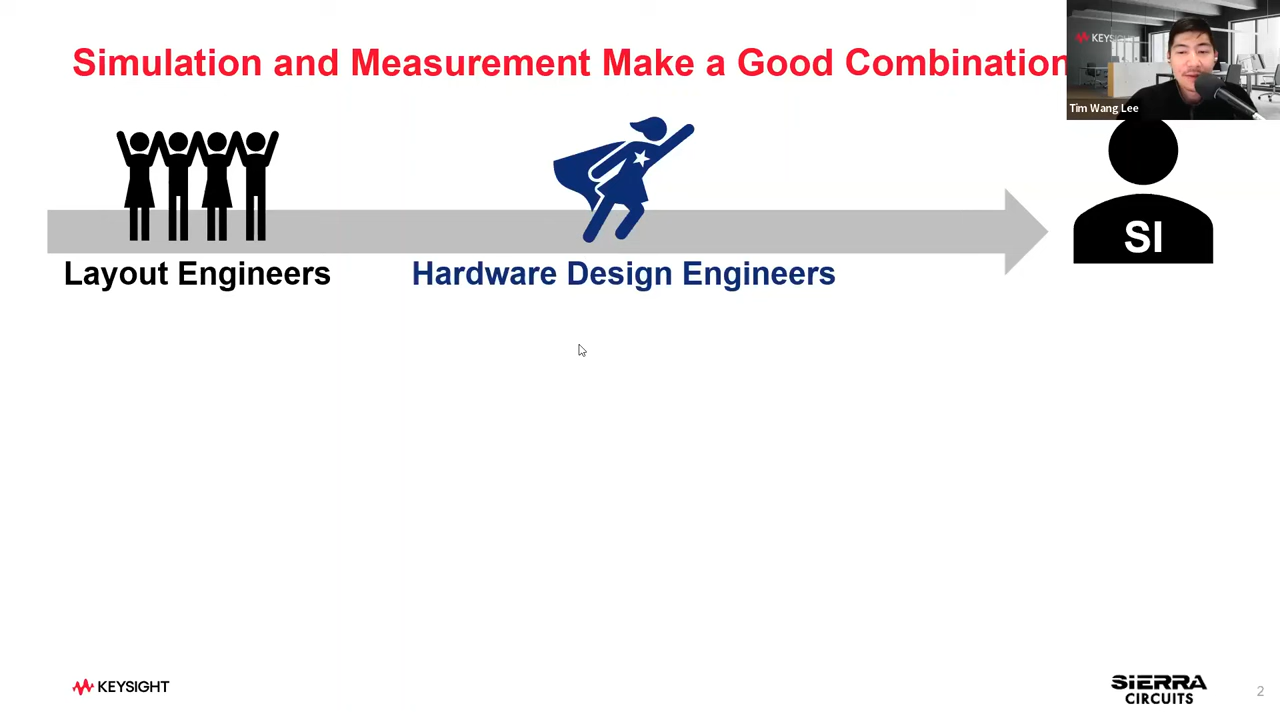 Simulation and Measurement Make a Good Combination
KEYSIGHT
Tim Wang Lee
SI
Layout Engineers
Hardware Design Engineers
KEYSIGHT
SIERRA
CIRCUITS
2